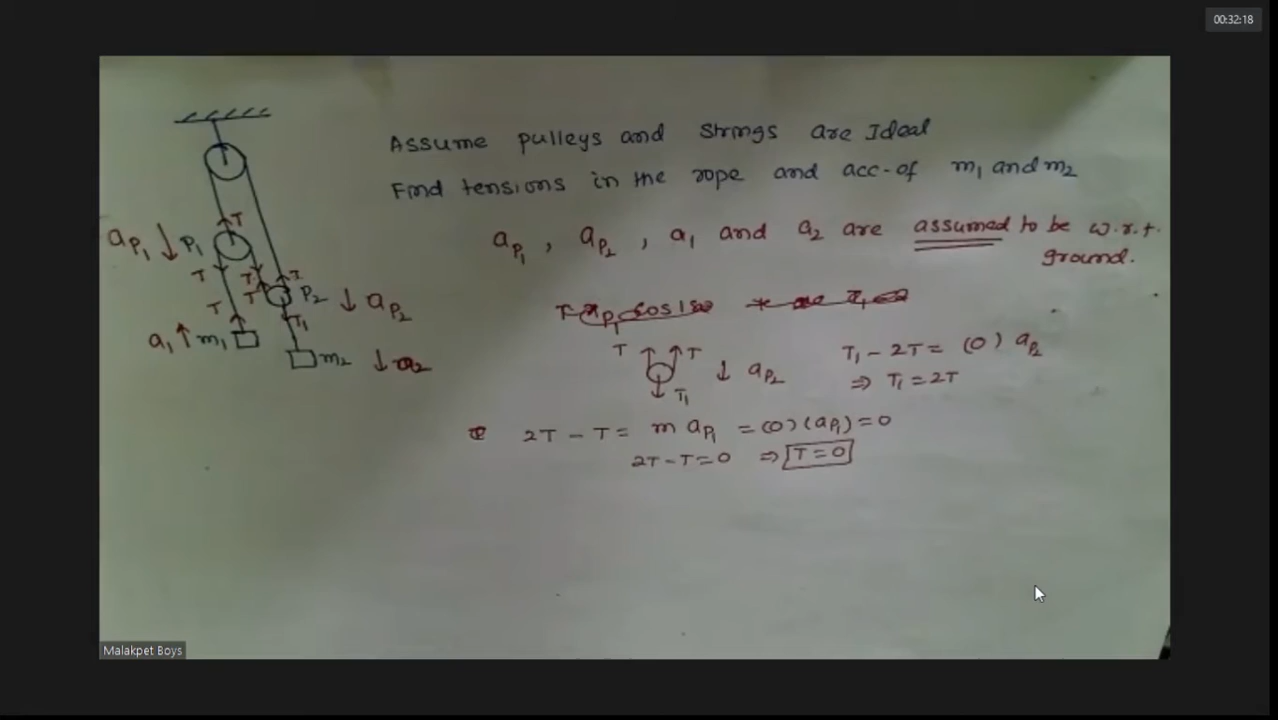 00:32:18
Assume pulleys and strings are Ideal
Find tensions in the rope and acc-of m₁ and m₂
aP₁ , aP₂ , a₁ and a₂ are assumed to be w.r.t.
ground.
T
aP₁ ↓ P₁
T T T
T T P₂ ↓ aP₂
T₁
a₁ ↑ m₁
m₂ ↓ a₂
T T
↓ aP₂
T₁
T₁ - 2T = (0) aP₂
⇒ T₁ = 2T
2T - T = m aP₁ = (0)(aP₁) = 0
2T - T = 0 ⇒ T = 0
Malakpet Boys